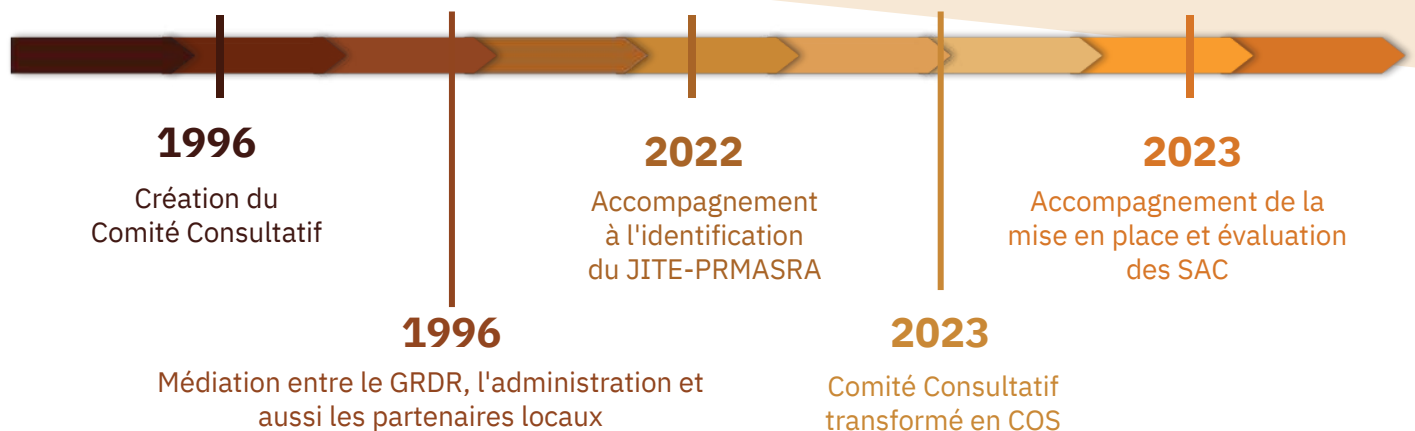 1996
Création du
Comité Consultatif
1996
Médiation entre le GRDR, l'administration et
aussi les partenaires locaux
2022
Accompagnement
à l'identification
du JITE-PRMASRA
2023
Comité Consultatif
transformé en COS
2023
Accompagnement de la
mise en place et évaluation
des SAC